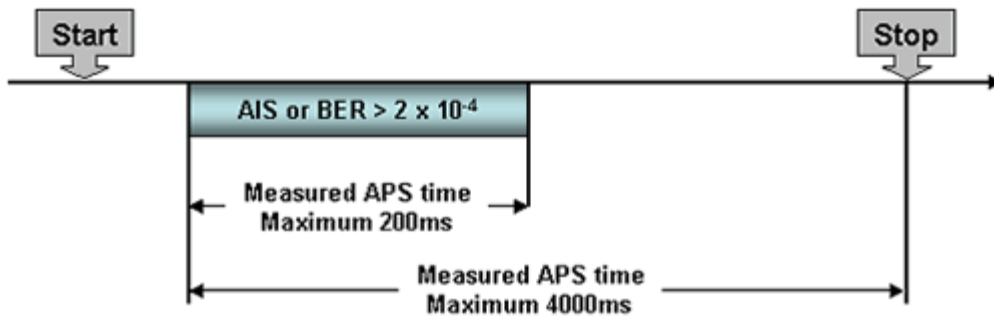 Start
Stop
AIS or BER > 2 x 10⁻⁴
Measured APS time
Maximum 200ms
Measured APS time
Maximum 4000ms